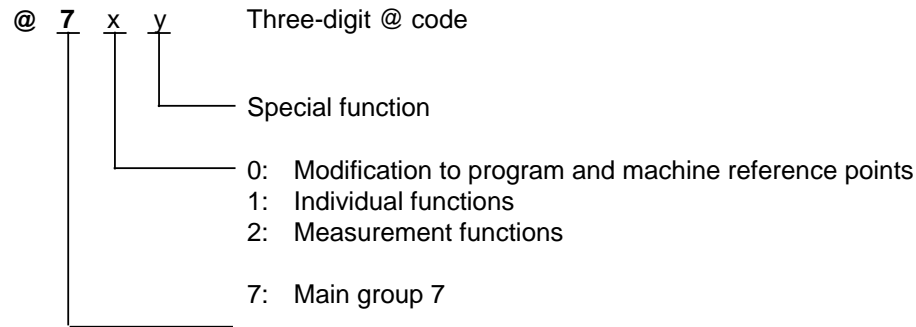 @ 7 x y Three-digit @ code
Special function
0: Modification to program and machine reference points
1: Individual functions
2: Measurement functions
7: Main group 7